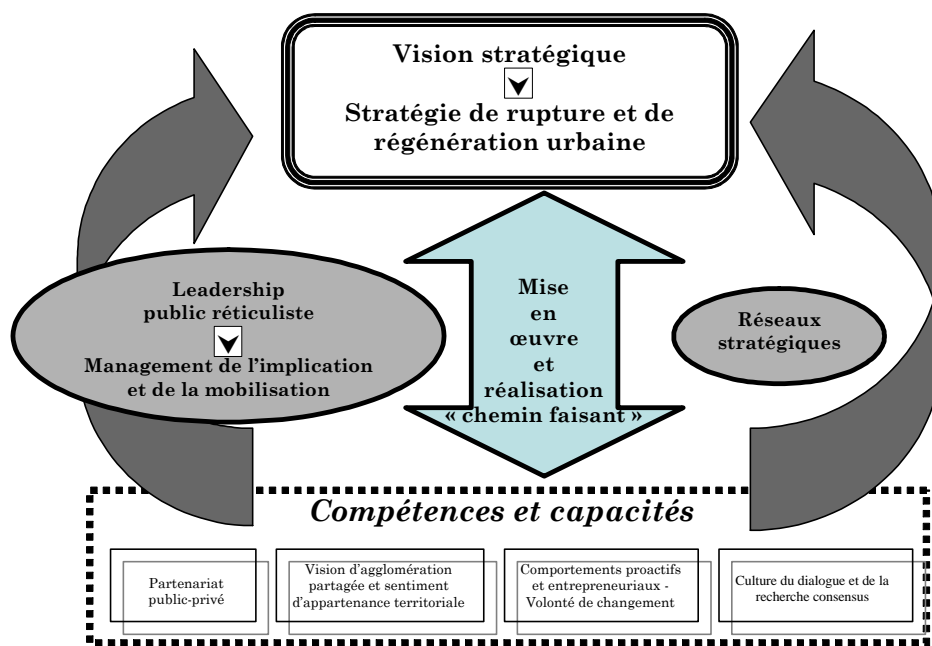 Vision stratégique
Stratégie de rupture et de
régénération urbaine
Leadership
public réticuliste
Management de l’implication
et de la mobilisation
Mise
en
œuvre
et
réalisation
« chemin faisant »
Réseaux
stratégiques
Compétences et capacités
Partenariat
public-privé
Vision d’agglomération
partagée et sentiment
d’appartenance territoriale
Comportements proactifs
et entrepreneuriaux -
Volonté de changement
Culture du dialogue et de la
recherche consensus